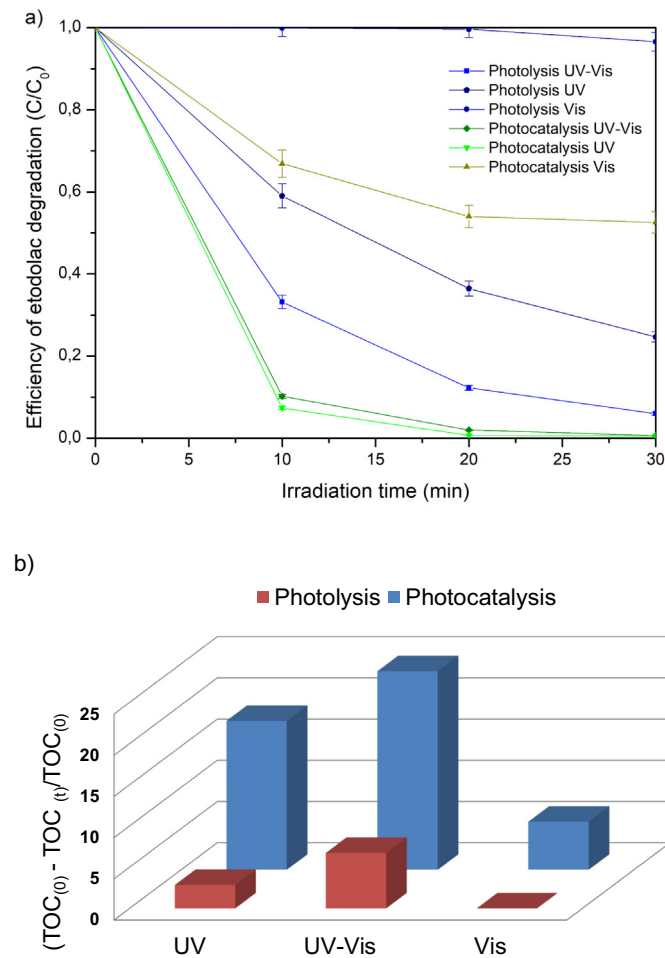 a)
1,0
0,8
0,6
0,4
0,2
0,0
Efficiency of etodolac degradation (C/C0)
Photolysis UV-Vis
Photolysis UV
Photolysis Vis
Photocatalysis UV-Vis
Photocatalysis UV
Photocatalysis Vis
0 5 10 15 20 25 30
Irradiation time (min)
b)
Photolysis Photocatalysis
25
20
15
10
5
0
(TOC(0) - TOC (t)/TOC(0)
UV UV-Vis Vis